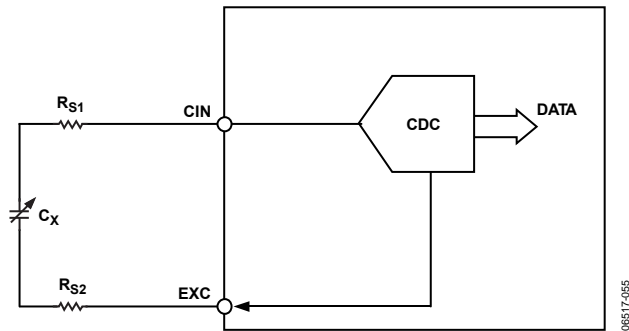 RS1
CIN
CDC
DATA
CX
RS2
EXC
06517-055